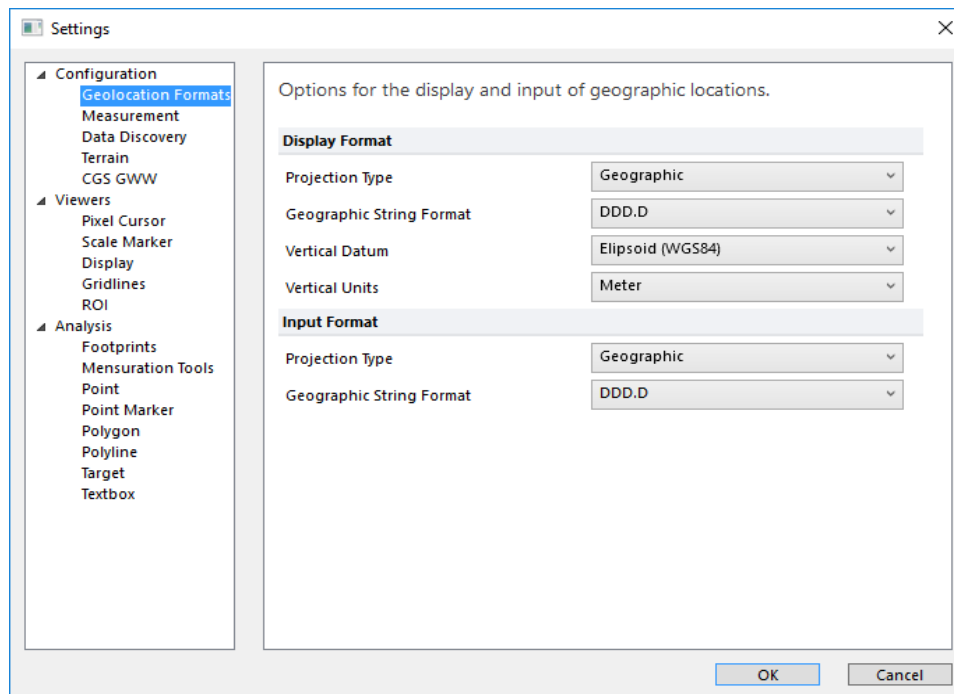 Settings
Configuration
Geolocation Formats
Measurement
Data Discovery
Terrain
CGS GWW
Viewers
Pixel Cursor
Scale Marker
Display
Gridlines
ROI
Analysis
Footprints
Mensuration Tools
Point
Point Marker
Polygon
Polyline
Target
Textbox
Options for the display and input of geographic locations.
Display Format
Projection Type Geographic
Geographic String Format DDD.D
Vertical Datum Elipsoid (WGS84)
Vertical Units Meter
Input Format
Projection Type Geographic
Geographic String Format DDD.D
OK Cancel